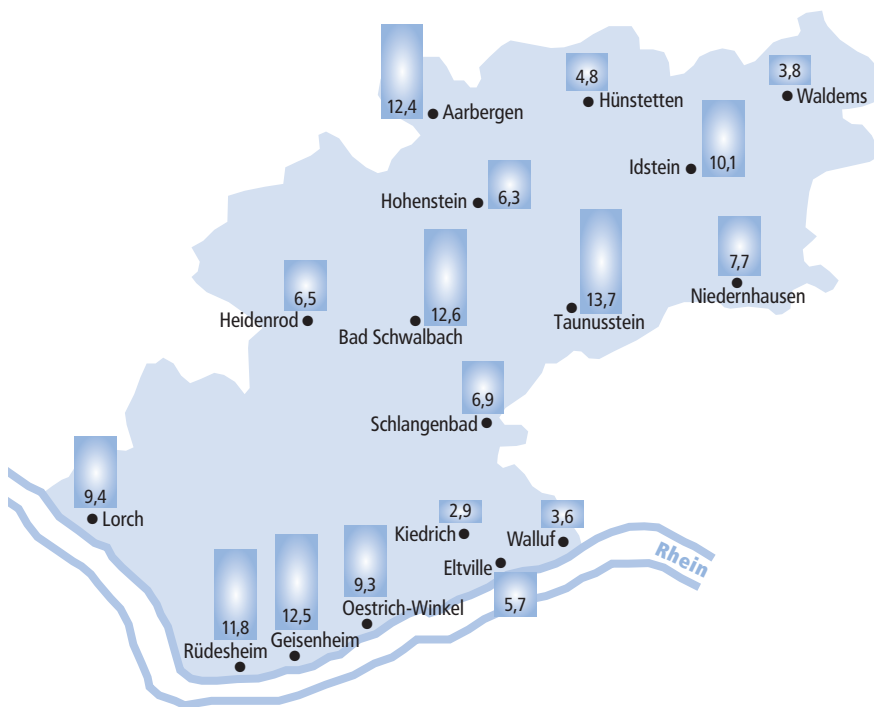 12,4
Aarbergen
4,8
Hünstetten
3,8
Waldems
Idstein
10,1
Hohenstein
6,3
7,7
Niedernhausen
6,5
Heidenrod
12,6
Bad Schwalbach
13,7
Taunusstein
6,9
Schlangenbad
9,4
Lorch
2,9
Kiedrich
3,6
Walluf
Rhein
Eltville
5,7
9,3
Oestrich-Winkel
12,5
Geisenheim
11,8
Rüdesheim